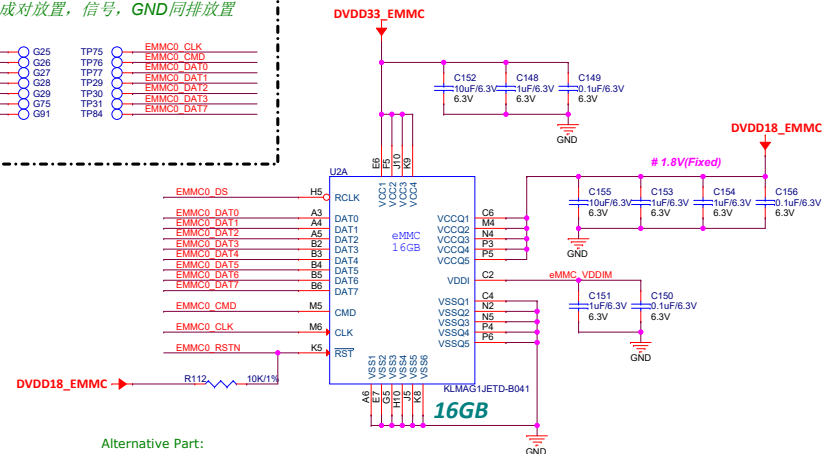 成对放置，信号，GND同排放置
DVDD33_EMMC
G25 TP75 EMMC0_CLK
G26 TP76 EMMC0_CMD
G27 TP77 EMMC0_DAT0
G28 TP29 EMMC0_DAT1
G29 TP30 EMMC0_DAT2
G75 TP31 EMMC0_DAT3
G91 TP84 EMMC0_DAT7
C152 C148 C149
10uF/6.3V 1uF/6.3V 0.1uF/6.3V
6.3V 6.3V 6.3V
GND
DVDD18_EMMC
# 1.8V(Fixed)
E6 F5 J10 K9
U2A
VCC1 VCC2 VCC3 VCC4
EMMC0_DS H5 RCLK
EMMC0_DAT0 A3 DAT0
EMMC0_DAT1 A4 DAT1
EMMC0_DAT2 A5 DAT2
EMMC0_DAT3 B2 DAT3
EMMC0_DAT4 B3 DAT4
EMMC0_DAT5 B4 DAT5
EMMC0_DAT6 B5 DAT6
EMMC0_DAT7 B6 DAT7
EMMC0_CMD M5 CMD
EMMC0_CLK M6 CLK
EMMC0_RSTN K5 RST
eMMC
16GB
VCCQ1 C6
VCCQ2 M4
VCCQ3 N4
VCCQ4 P3
VCCQ5 P5
VDDI C2 eMMC_VDDIM
VSSQ1 C4
VSSQ2 N2
VSSQ3 N5
VSSQ4 P4
VSSQ5 P6
C155 C153 C154 C156
10uF/6.3V 1uF/6.3V 1uF/6.3V 0.1uF/6.3V
6.3V 6.3V 6.3V 6.3V
GND
C151 C150
1uF/6.3V 0.1uF/6.3V
6.3V 6.3V
GND
VSS1 VSS2 VSS3 VSS4 VSS5 VSS6
A6 E7 G5 H10 J5 K8
KLMAG1JETD-B041
16GB
DVDD18_EMMC R112 10K/1%
GND
Alternative Part: